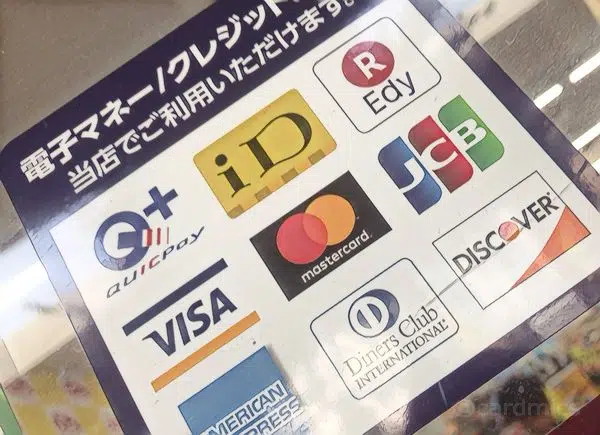 電子マネー/クレジット
当店でご利用いただけます。
R
Edy
iD
QUICPay
JCB
mastercard.
VISA
DISCOVER
Diners Club
INTERNATIONAL
AMERICAN
EXPRESS
cardmics